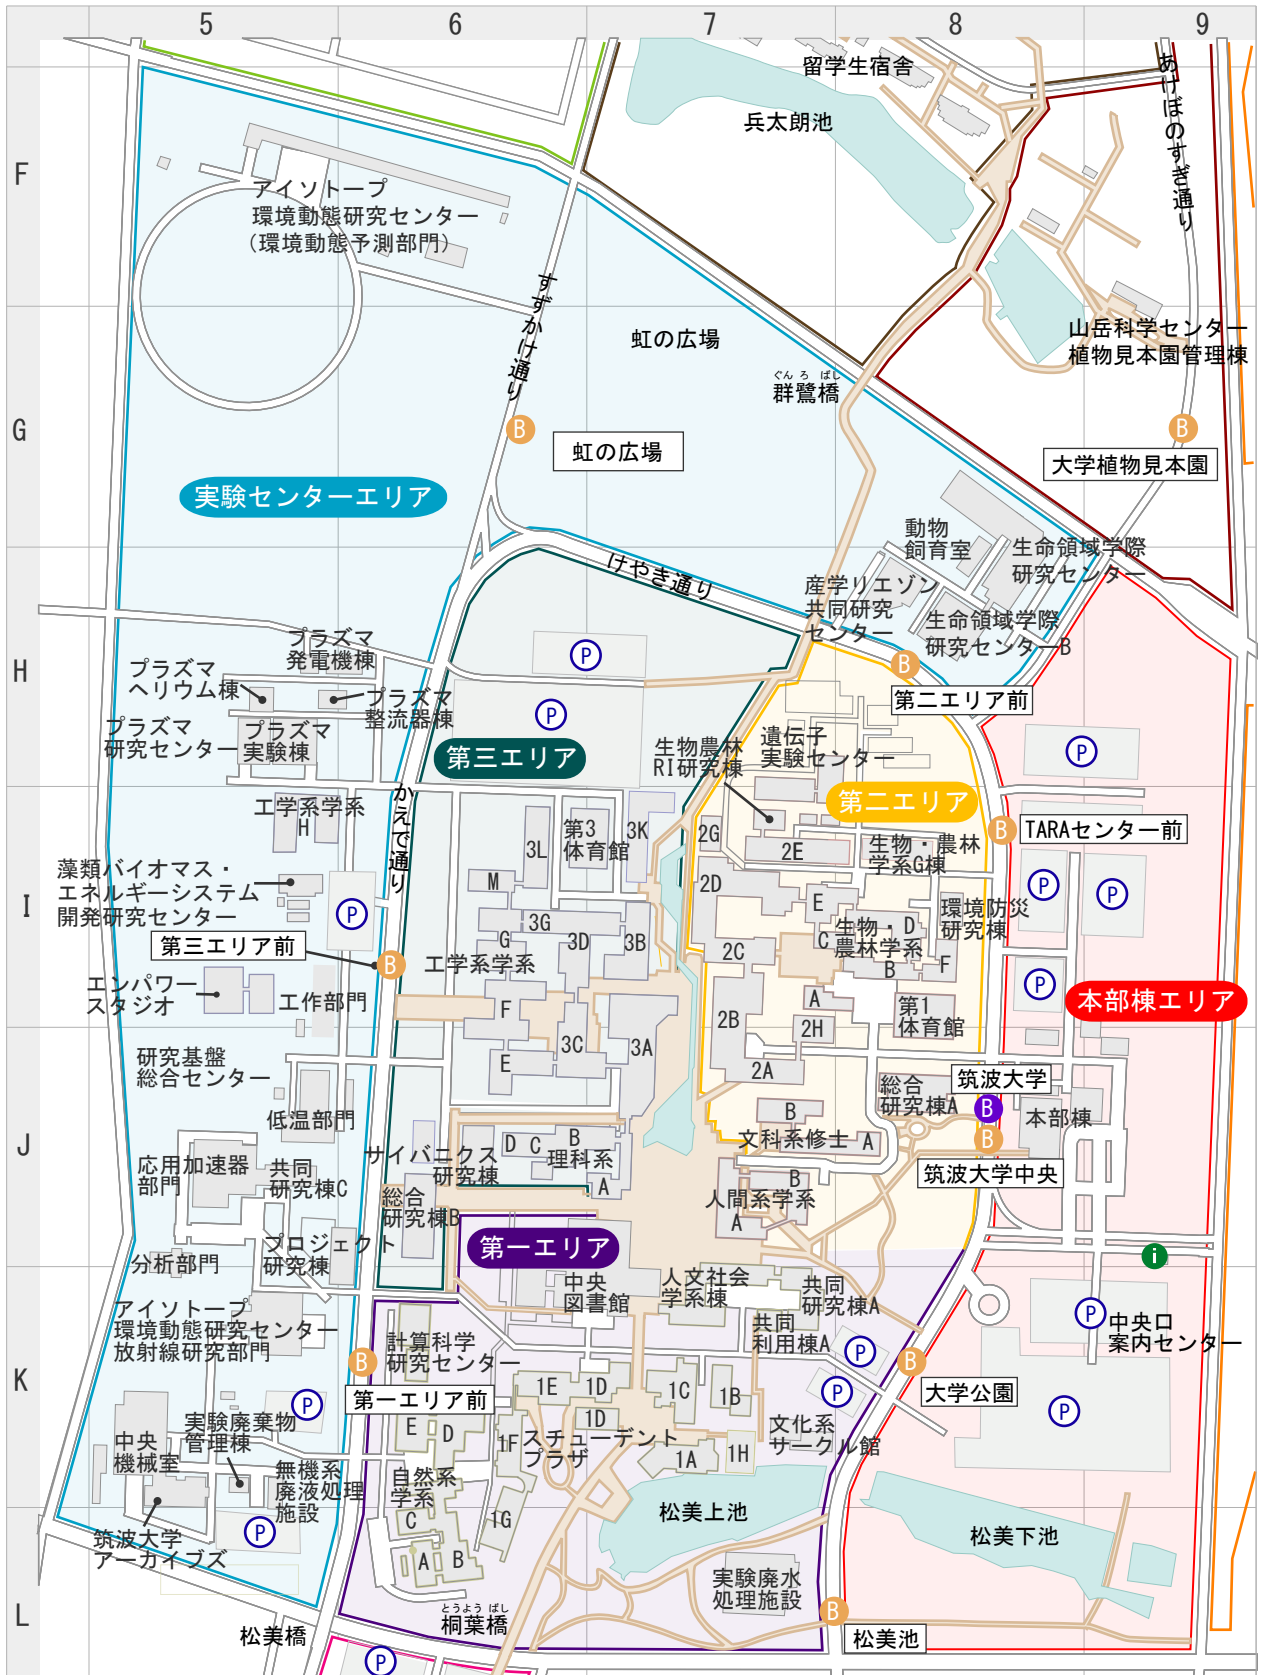 5
6
7
8
9
F
G
H
I
J
K
L
留学生宿舎
兵太朗池
あけぼのすぎ通り
アイソトープ
環境動態研究センター
(環境動態予測部門)
すずかけ通り
虹の広場
山岳科学センター
植物見本園管理棟
ぐん ろ ばし
群鷺橋
B
虹の広場
B
大学植物見本園
実験センターエリア
動物
飼育室
生命領域学際
研究センター
けやき通り
産学リエゾン
共同研究
センター
生命領域学際
研究センターB
プラズマ
発電機棟
P
B
第二エリア前
プラズマ
ヘリウム棟
プラズマ
整流器棟
P
プラズマ
研究センター
プラズマ
実験棟
第三エリア
生物農林
RI研究棟
遺伝子
実験センター
P
第二エリア
かえで通り
工学系学系
H
3L
第3
体育館
3K
2G
2E
生物・農林
学系G棟
B
TARAセンター前
藻類バイオマス・
エネルギーシステム
開発研究センター
M
2D
P
P
P
E
環境防災
研究棟
3G
G
3D
3B
生物・D
農林学系
C
B
F
2C
第三エリア前
B
工学系学系
エンパワー
スタジオ
工作部門
F
2B
A
第1
体育館
P
本部棟エリア
2H
3C
3A
E
研究基盤
総合センター
2A
総合
研究棟A
筑波大学
B
低温部門
B
本部棟
D
C
B
理科系
A
文科系修士
A
B
筑波大学中央
応用加速器
部門
共同
研究棟C
サイバニクス
研究棟
総合
研究棟B
B
人間系学系
A
第一エリア
プロジェクト
研究棟
分析部門
i
中央
図書館
人文社会
学系棟
共同
研究棟A
アイソトープ
環境動態研究センター
放射線研究部門
共同
利用棟A
P
中央口
案内センター
計算科学
研究センター
B
P
B
第一エリア前
1E
1D
1C
1B
P
大学公園
P
P
実験廃棄物
管理棟
E
D
1F
1D
スチューデント
プラザ
1A
1H
文化系
サークル館
中央
機械室
無機系
廃液処理
施設
自然系
学系
C
1G
松美上池
松美下池
P
筑波大学
アーカイブズ
A
B
実験廃水
処理施設
とうよう ばし
桐葉橋
B
松美池
松美橋
P